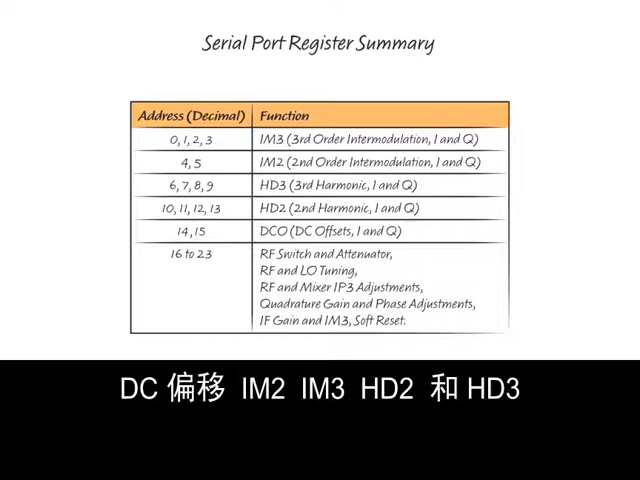 Serial Port Register Summary
Address (Decimal) Function
0, 1, 2, 3 IM3 (3rd Order Intermodulation, I and Q)
4, 5 IM2 (2nd Order Intermodulation, I and Q)
6, 7, 8, 9 HD3 (3rd Harmonic, I and Q)
10, 11, 12, 13 HD2 (2nd Harmonic, I and Q)
14, 15 DCO (DC Offsets, I and Q)
16 to 23 RF Switch and Attenuator,
RF and LO Tuning,
RF and Mixer IP3 Adjustments,
Quadrature Gain and Phase Adjustments,
IF Gain and IM3, Soft Reset.
DC 偏移 IM2 IM3 HD2 和 HD3